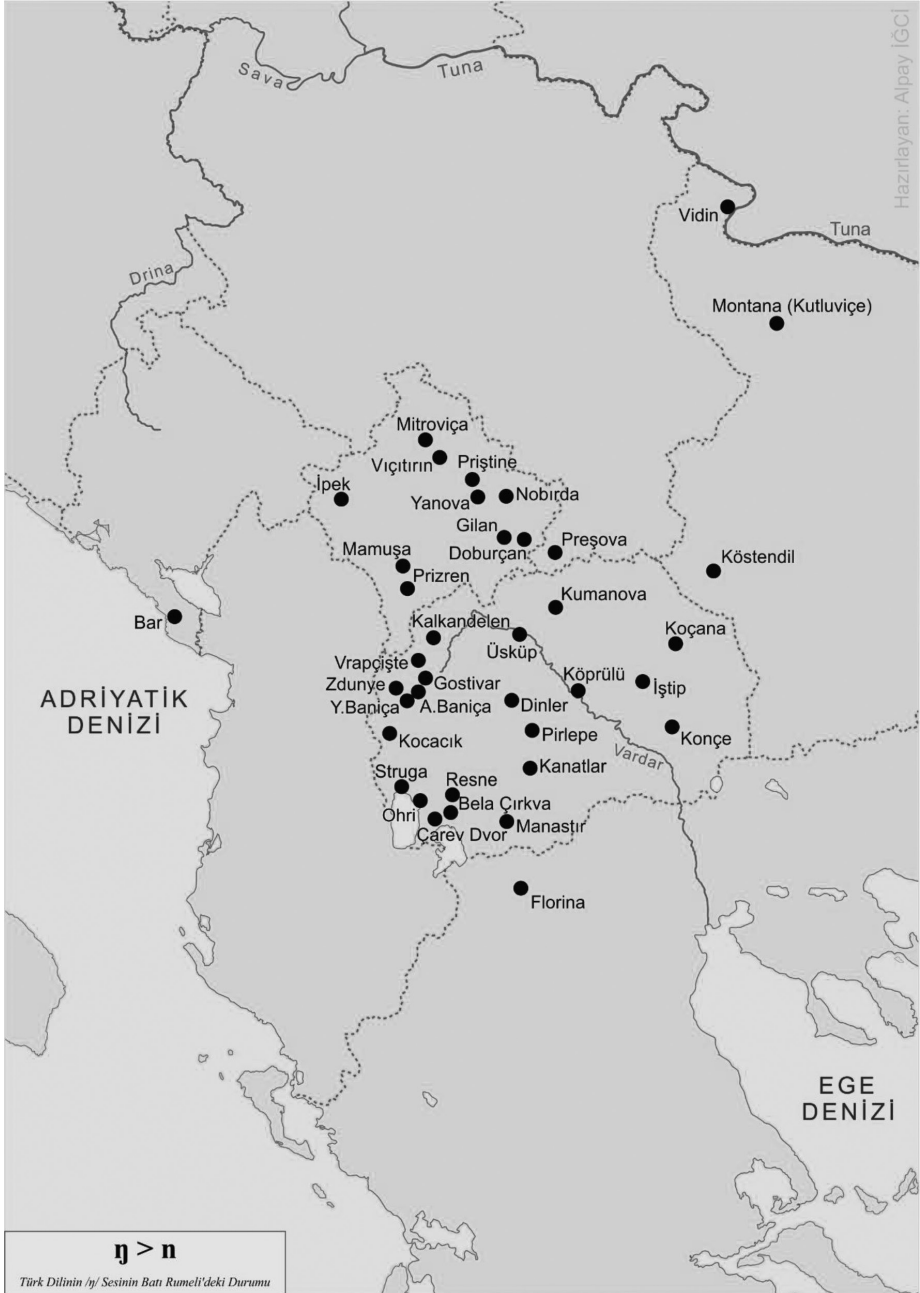 Hazırlayan: Alpay İĞCİ
Sava
Tuna
Vidin
Tuna
Drina
Montana (Kutluviçe)
Mitroviça
Vıçıtırın
Priştine
İpek
Yanova
Nobırda
Gilan
Doburçan
Preşova
Köstendil
Mamuşa
Prizren
Kumanova
Bar
Kalkandelen
Üsküp
Koçana
Vrapçişte
Gostivar
Köprülü
İştip
Zdunye
Y.Baniça
A.Baniça
Dinler
ADRİYATİK
DENİZİ
Kocacık
Pirlepe
Konçe
Vardar
Kanatlar
Struga
Resne
Ohri
Bela Çırkva
Çarev Dvor
Manastır
Florina
EGE
DENİZİ
ŋ > n
Türk Dilinin /ŋ/ Sesinin Batı Rumeli'deki Durumu